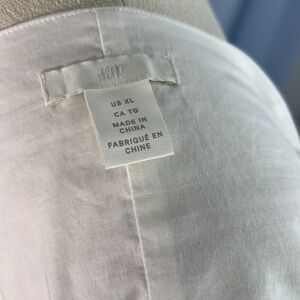 US XL
CA TG
MADE IN
CHINA
FABRIQUÉ EN
CHINE